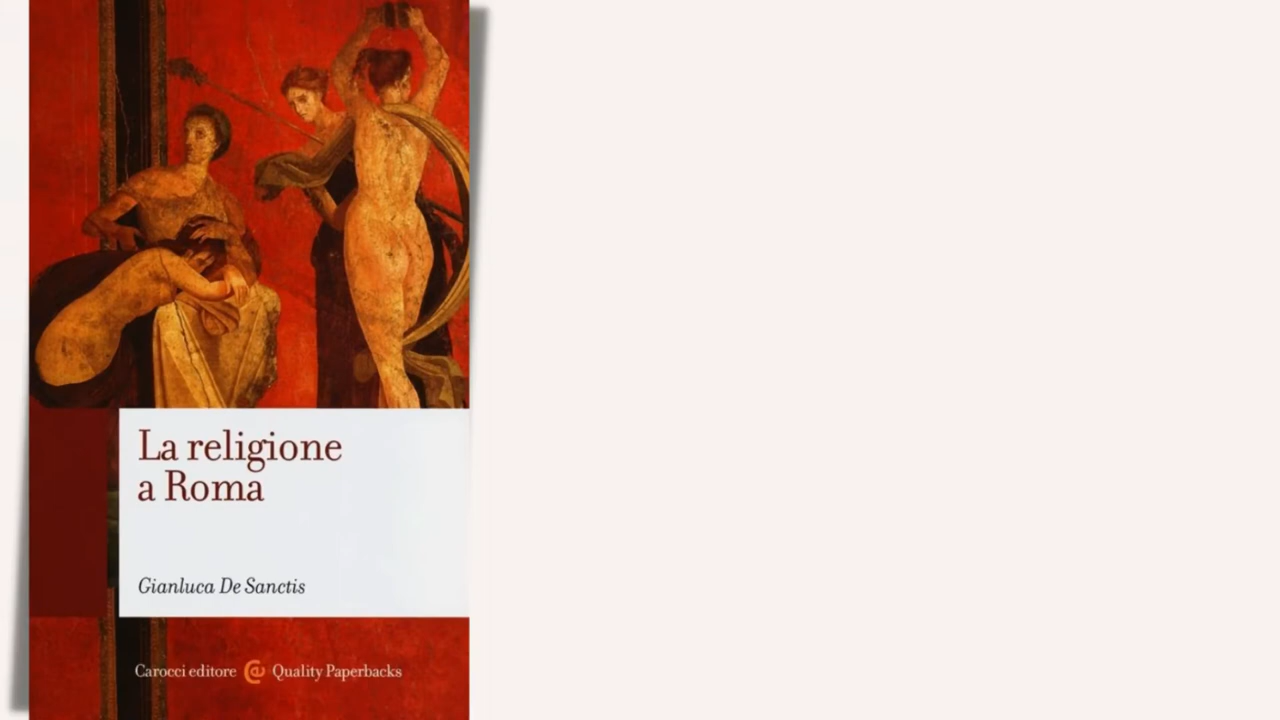 La religione
a Roma
Gianluca De Sanctis
Carocci editore @ Quality Paperbacks